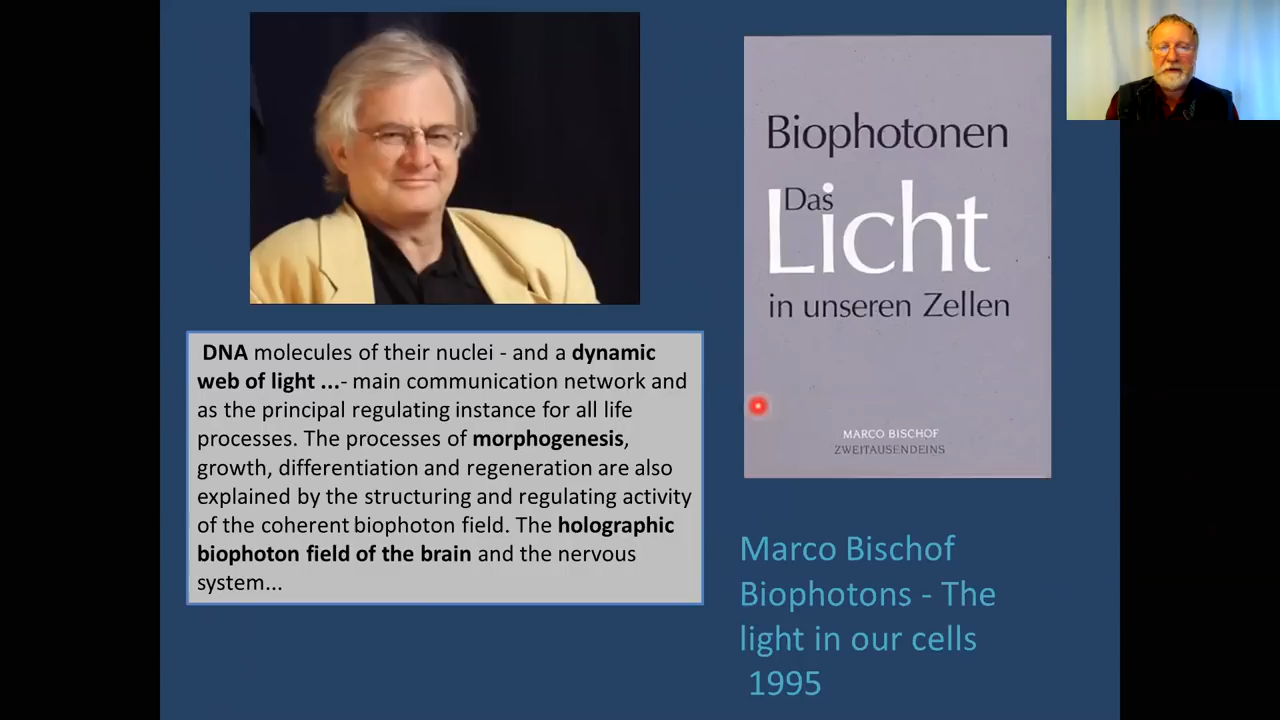 DNA molecules of their nuclei - and a dynamic
web of light ...- main communication network and
as the principal regulating instance for all life
processes. The processes of morphogenesis,
growth, differentiation and regeneration are also
explained by the structuring and regulating activity
of the coherent biophoton field. The holographic
biophoton field of the brain and the nervous
system...
Biophotonen
Das
Licht
in unseren Zellen
MARCO BISCHOF
ZWEITAUSENDEINS
Marco Bischof
Biophotons - The
light in our cells
1995